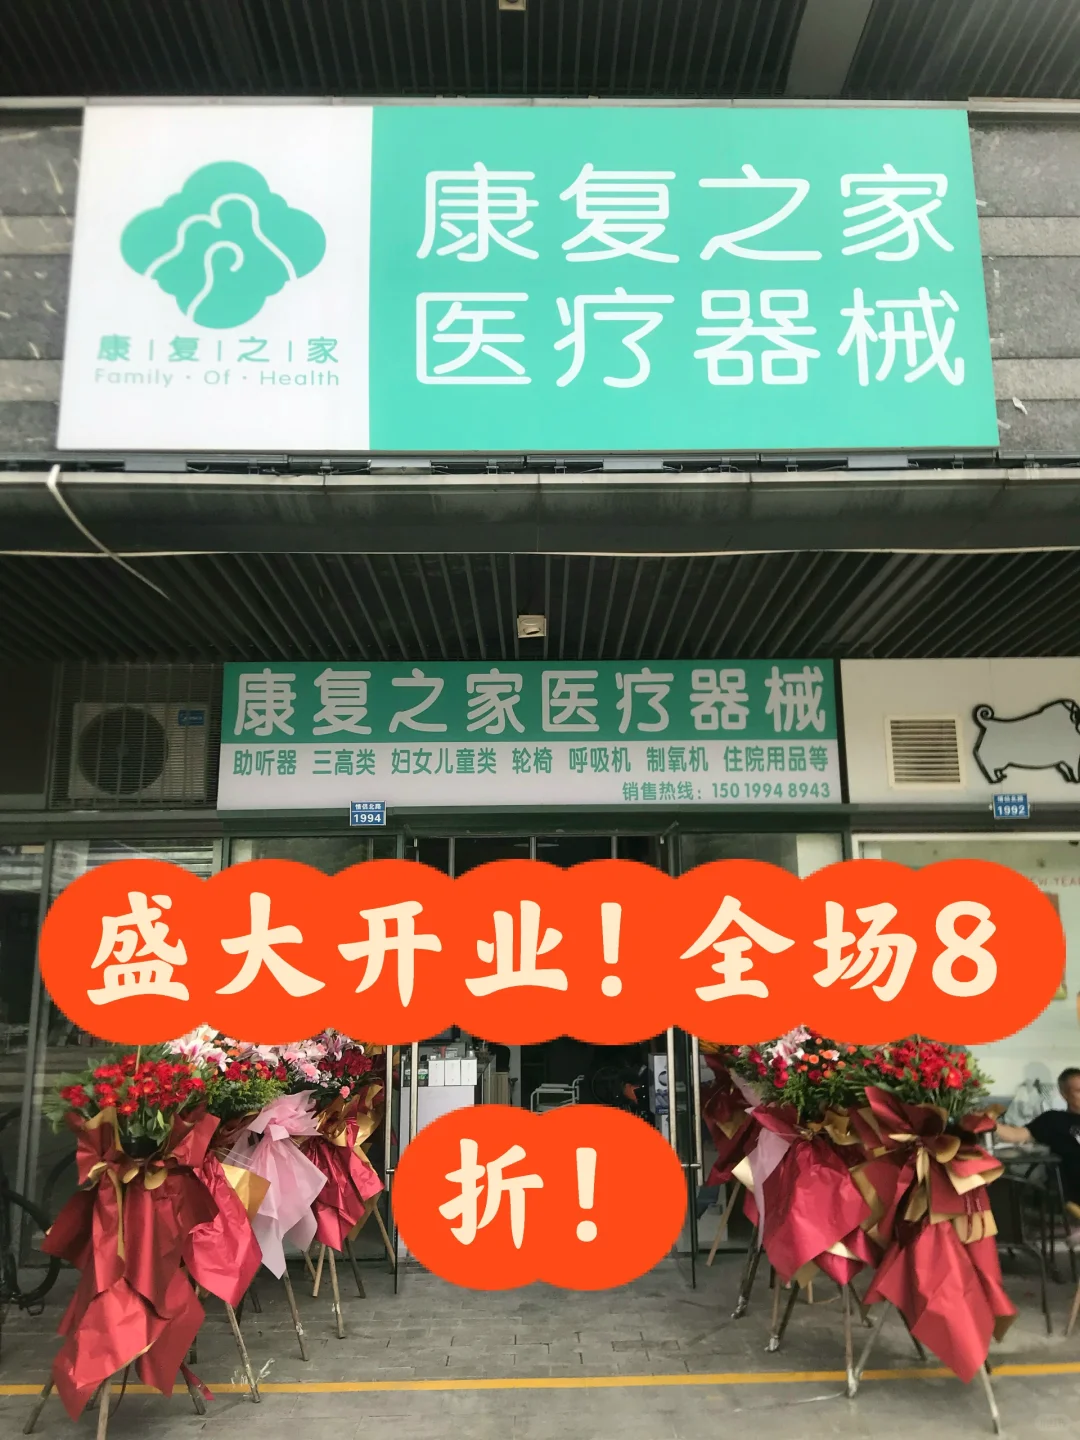 康复之家
医疗器械
康 | 复 | 之 | 家
Family · Of · Health
康复之家医疗器械
助听器 三高类 妇女儿童类 轮椅 呼吸机 制氧机 住院用品等
销售热线：150 1994 8943
1994
1992
盛大开业！全场8
折！